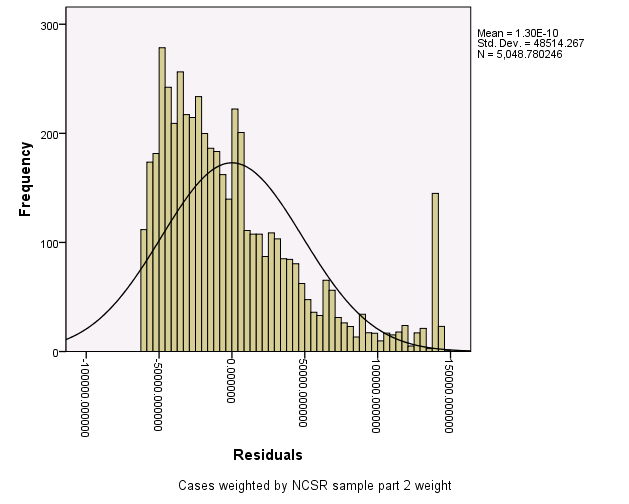 Mean = 1.30E-10
Std. Dev. = 48514.267
N = 5,048.780246
300
200
100
0
Frequency
-100000.000000
-50000.000000
0.000000
50000.000000
100000.000000
150000.000000
Residuals
Cases weighted by NCSR sample part 2 weight